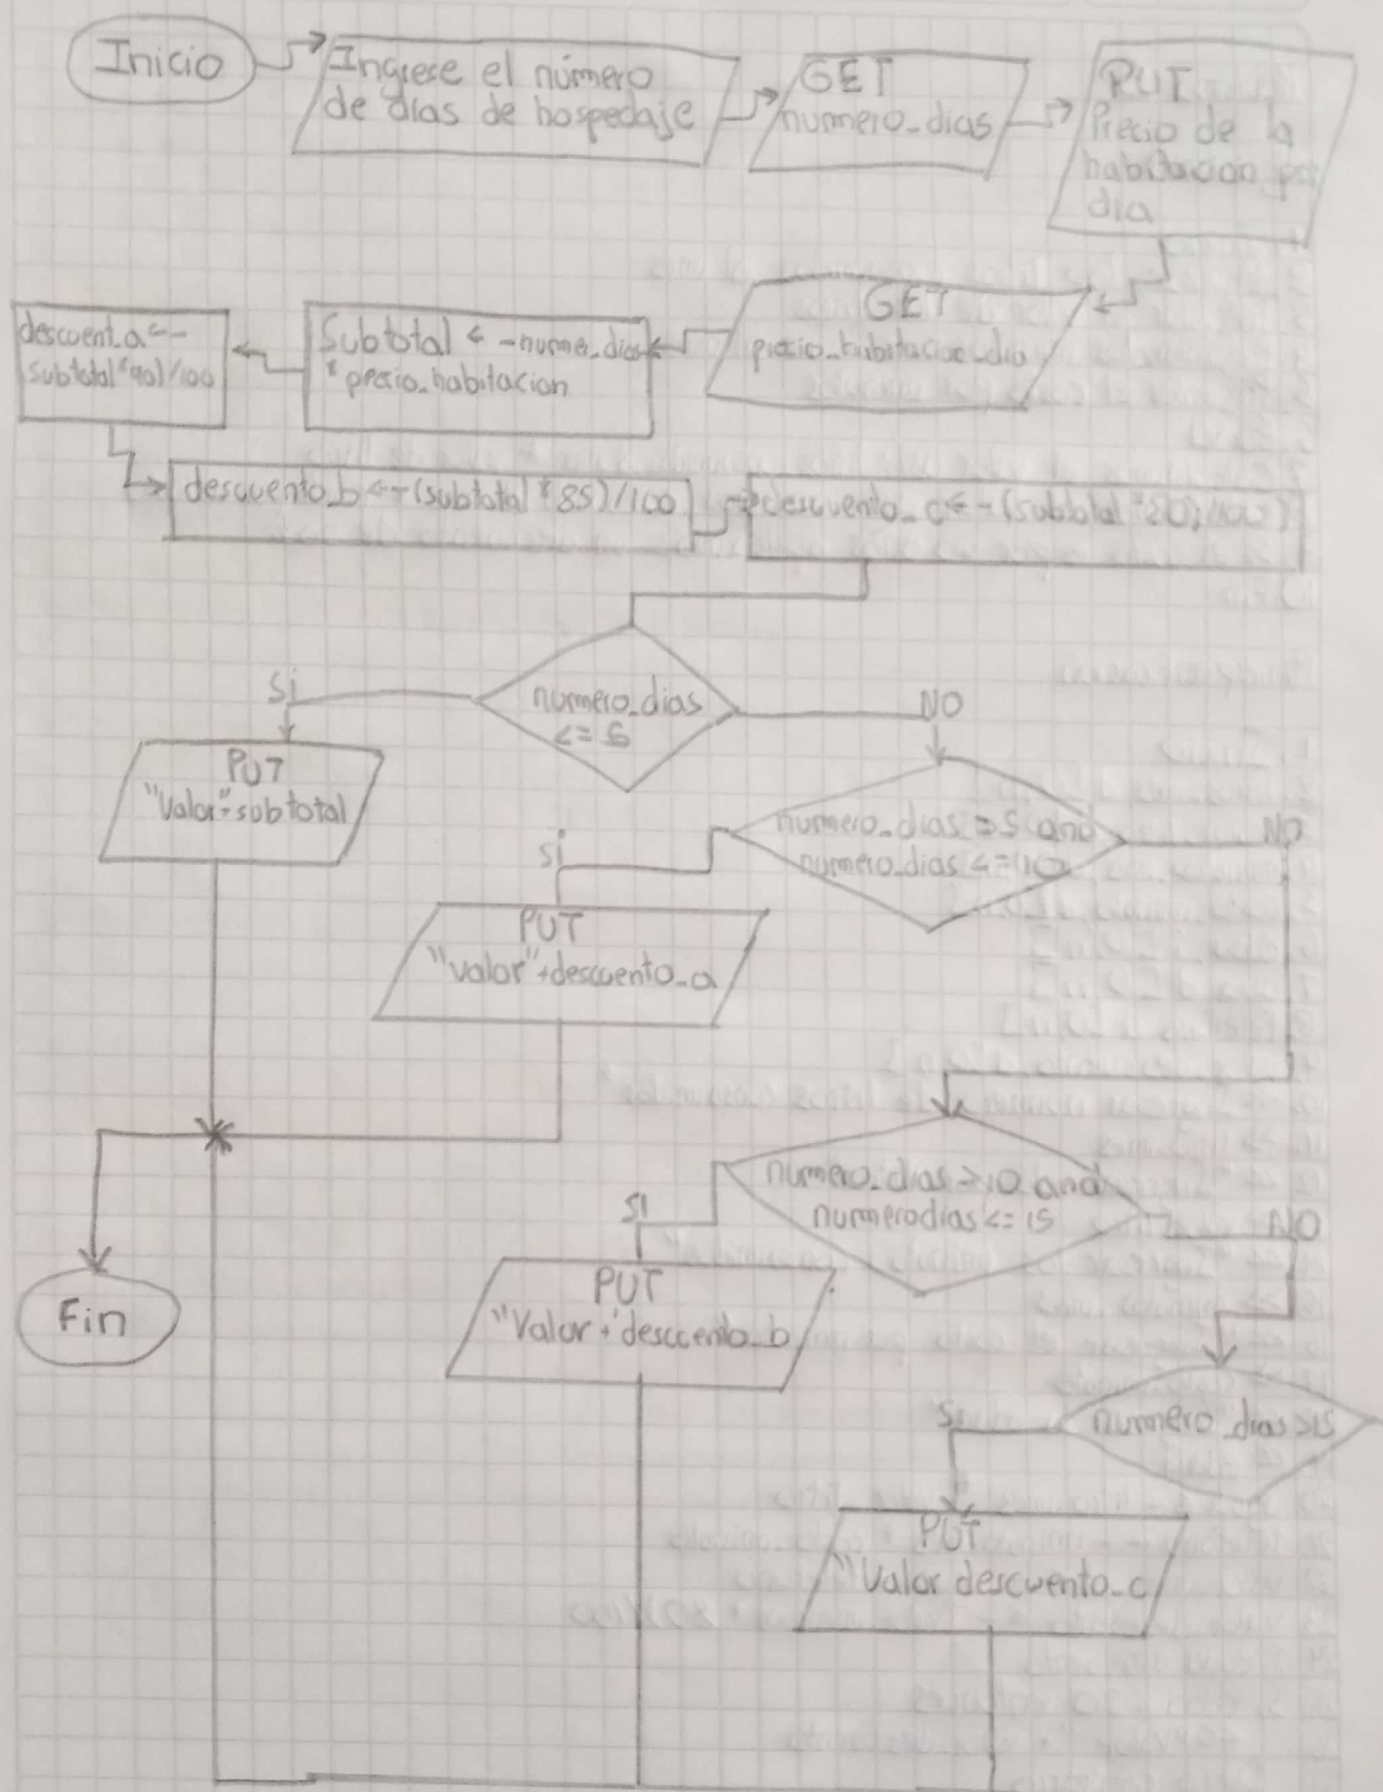 Inicio
Ingrese el número
de días de hospedaje
GET
numero_dias
PUT
Precio de la
habitacion por
dia
GET
precio_habitacion_dia
Subtotal <-numer_dias
* precio_habitacion
descuent_a<-
subtotal*90)/100
descuento_b<-(subtotal*85)/100
descuento_c<-(subtotal*20)/100)
numero_dias
<= 5
Si
NO
PUT
"Valor"+subtotal
numero_dias >5 and
numero_dias <=10
Si
NO
PUT
"valor"+descuento_a
numero_dias >10 and
numerodias <= 15
SI
NO
PUT
"Valor+descuento_b
Fin
numero_dias >15
Si
PUT
"Valor descuento_c